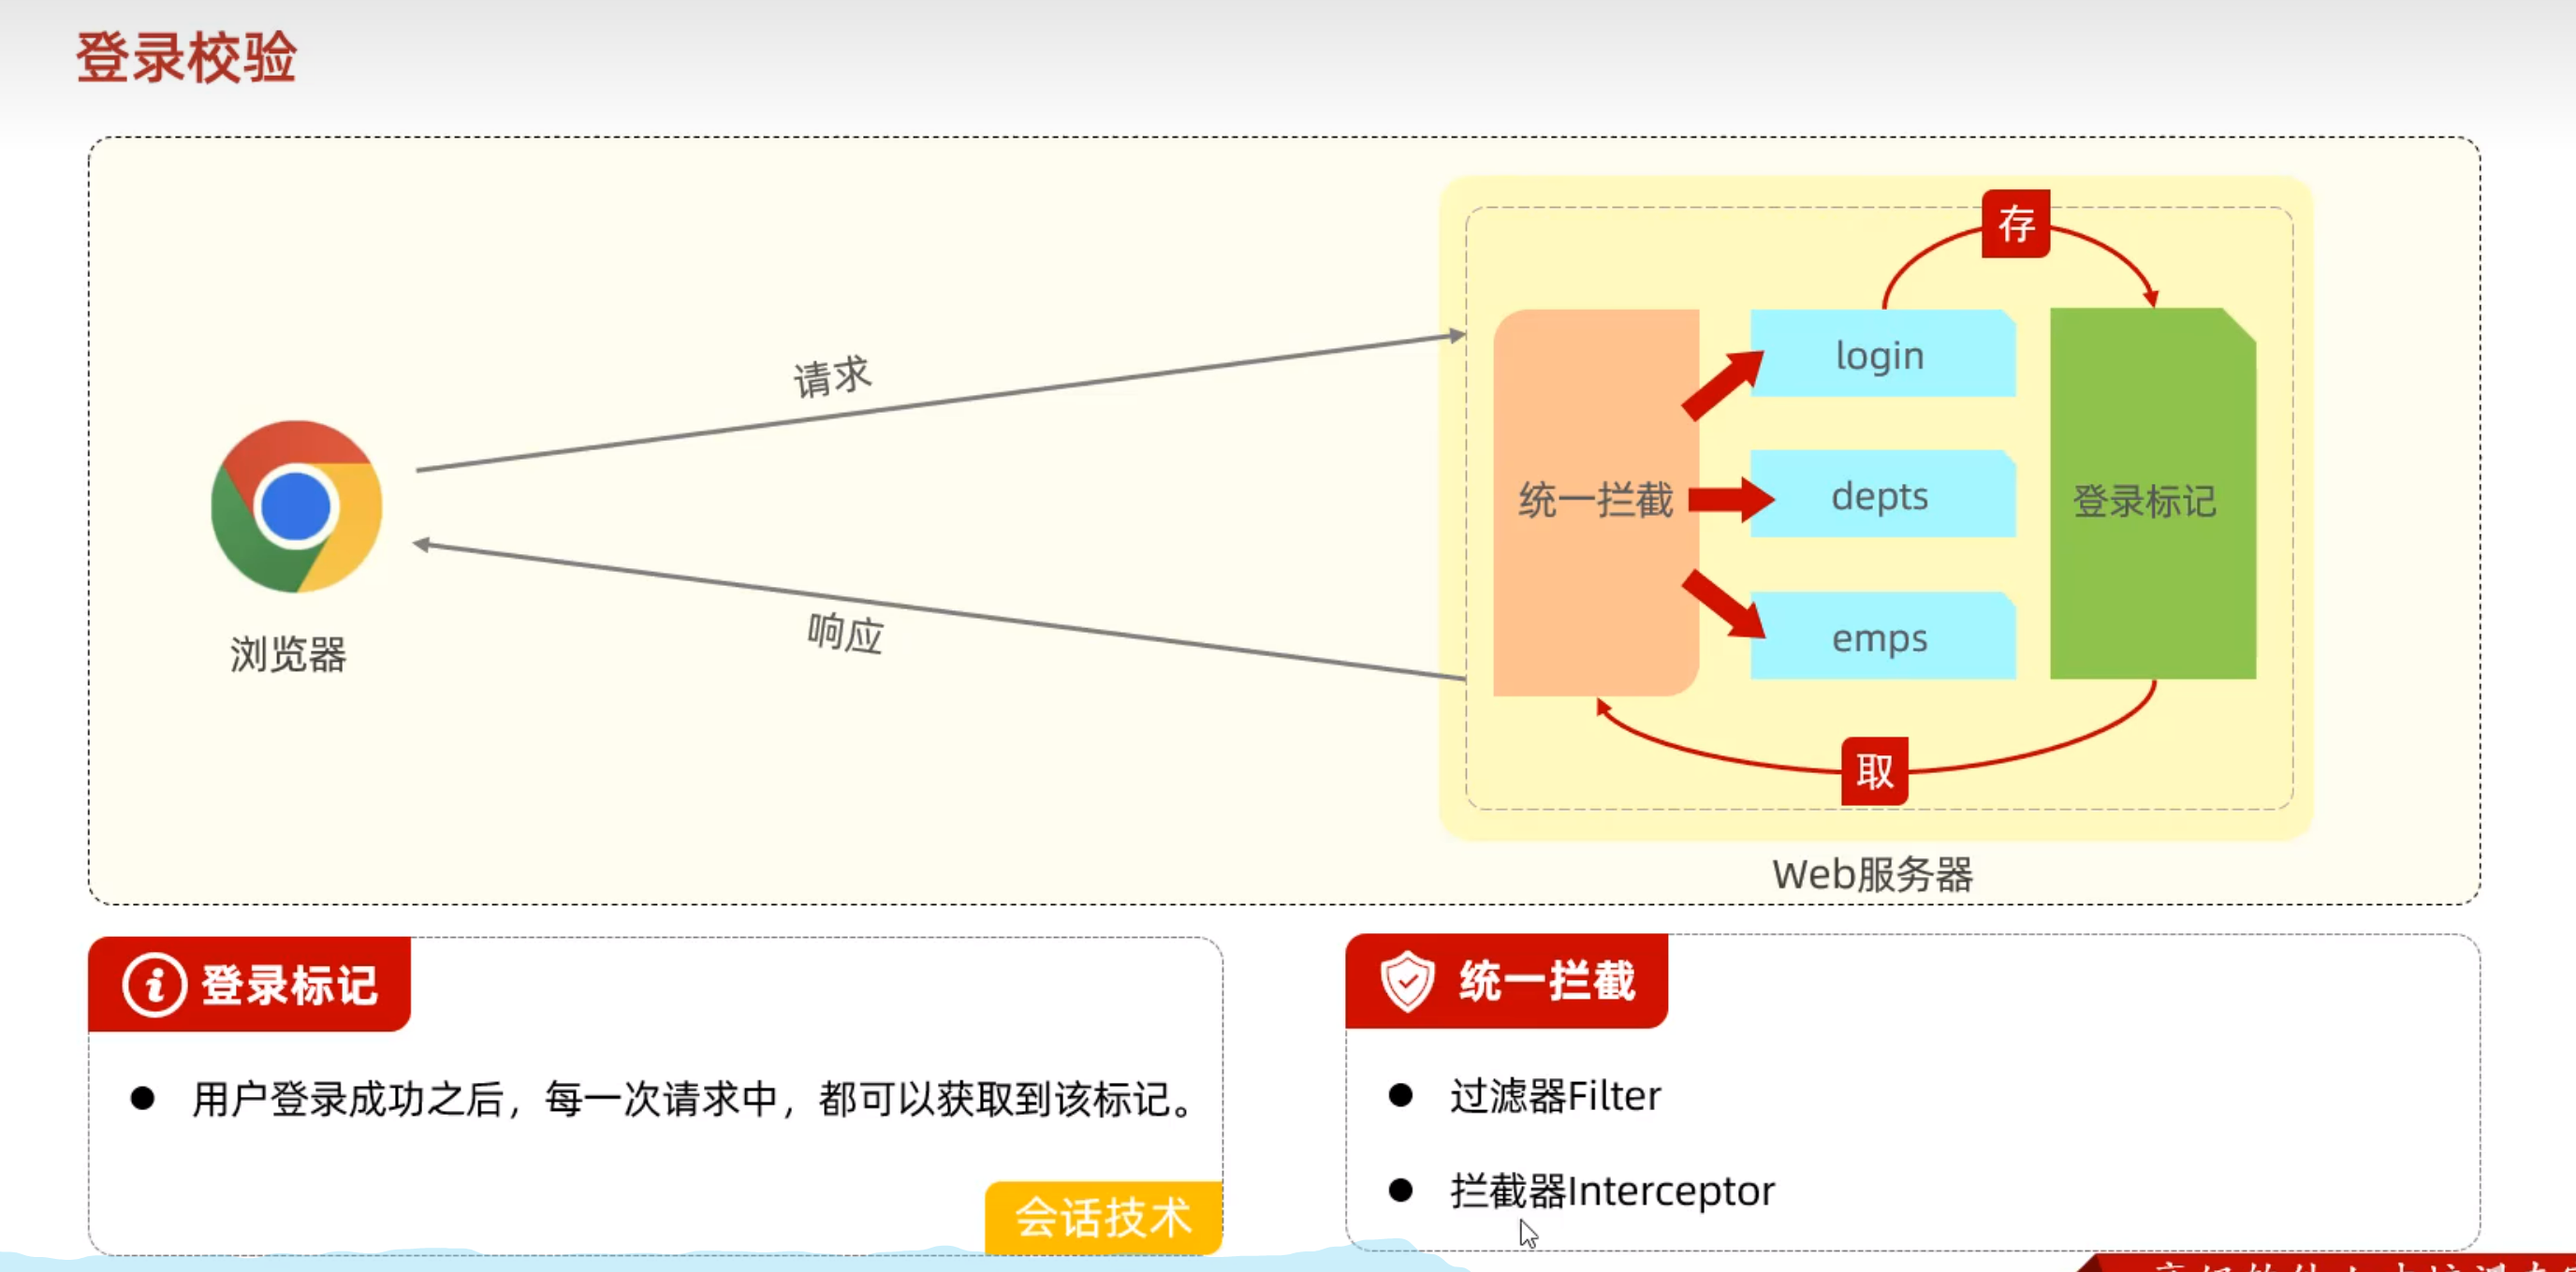 登录校验
存
请求
login
统一拦截
depts
登录标记
emps
响应
浏览器
取
Web服务器
登录标记
用户登录成功之后，每一次请求中，都可以获取到该标记。
会话技术
统一拦截
过滤器Filter
拦截器Interceptor